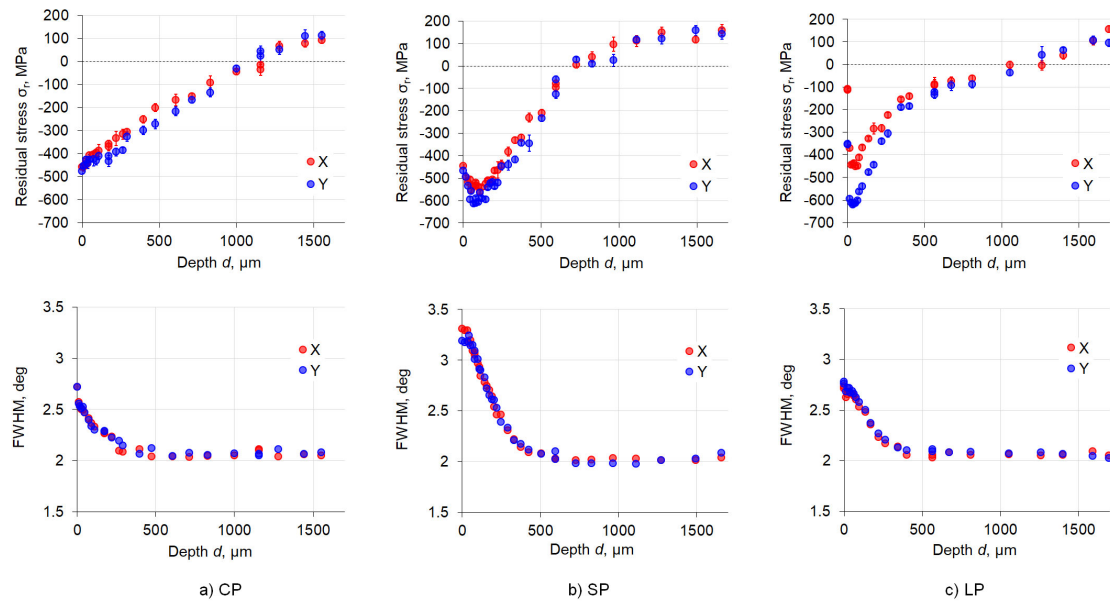 200
100
0
-100
-200
-300
-400
-500
-600
-700
Residual stress σr, MPa
X
Y
0 500 1000 1500
Depth d, µm
200
100
0
-100
-200
-300
-400
-500
-600
-700
Residual stress σr, MPa
X
Y
0 500 1000 1500
Depth d, µm
200
100
0
-100
-200
-300
-400
-500
-600
-700
Residual stress σr, MPa
X
Y
0 500 1000 1500
Depth d, µm
3.5
3
2.5
2
1.5
FWHM, deg
X
Y
0 500 1000 1500
Depth d, µm
3.5
3
2.5
2
1.5
FWHM, deg
X
Y
0 500 1000 1500
Depth d, µm
3.5
3
2.5
2
1.5
FWHM, deg
X
Y
0 500 1000 1500
Depth d, µm
a) CP
b) SP
c) LP